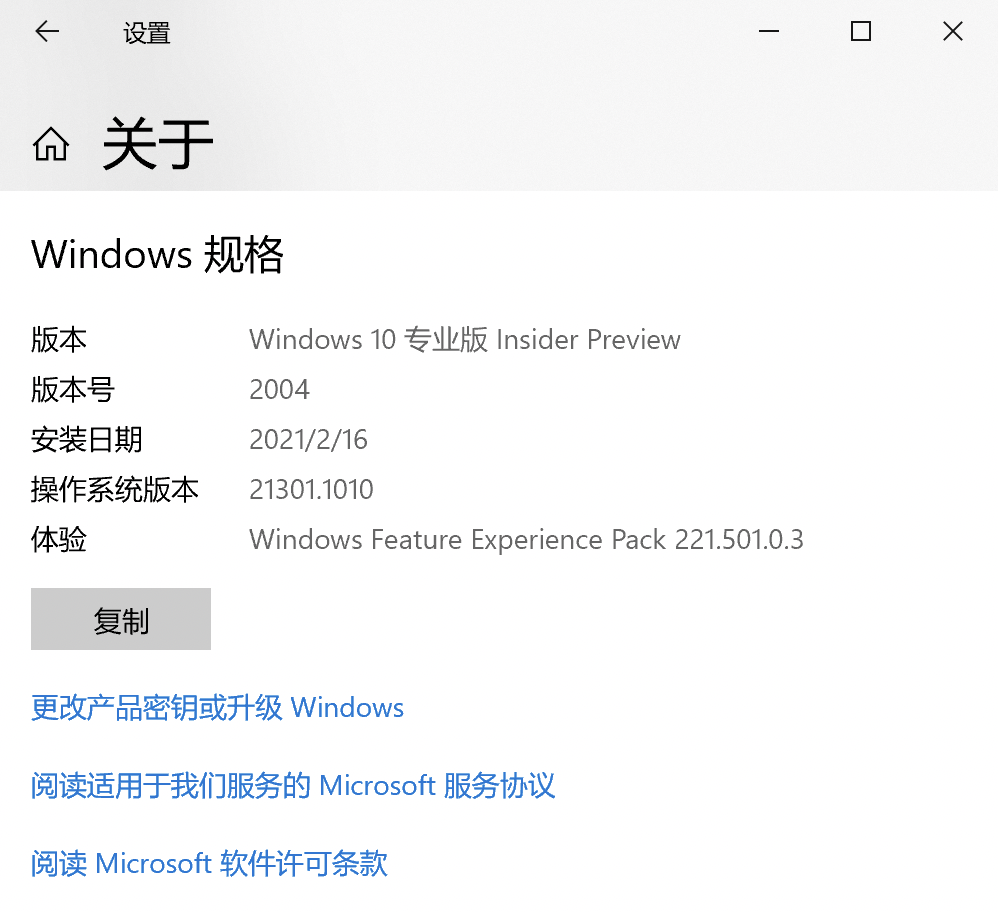 设置
关于
Windows 规格
版本 Windows 10 专业版 Insider Preview
版本号 2004
安装日期 2021/2/16
操作系统版本 21301.1010
体验 Windows Feature Experience Pack 221.501.0.3
复制
更改产品密钥或升级 Windows
阅读适用于我们服务的 Microsoft 服务协议
阅读 Microsoft 软件许可条款